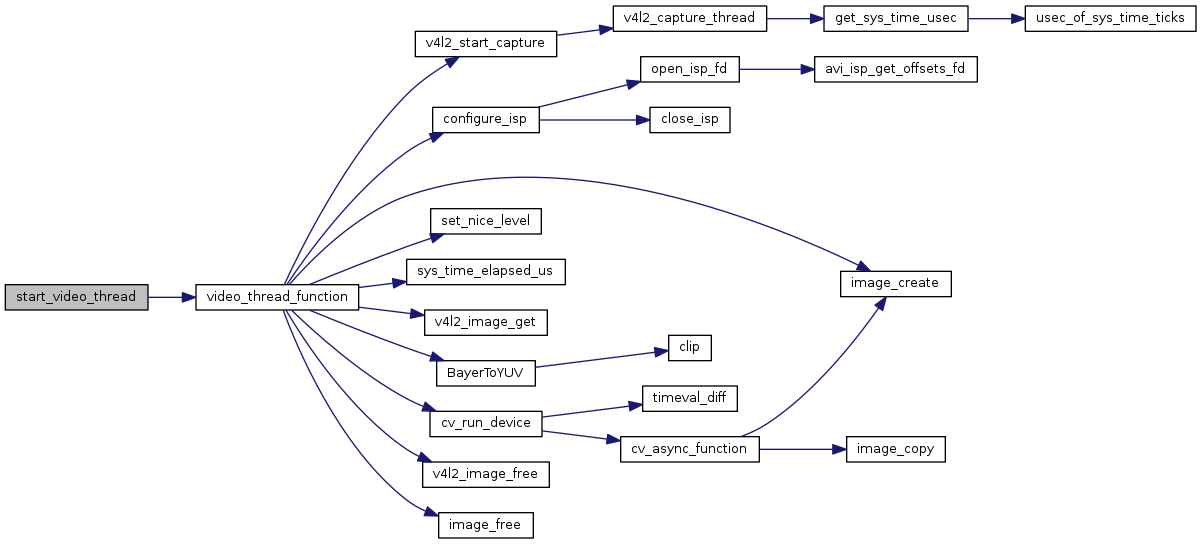 start_video_thread
video_thread_function
v4l2_start_capture
v4l2_capture_thread
get_sys_time_usec
usec_of_sys_time_ticks
configure_isp
open_isp_fd
avi_isp_get_offsets_fd
close_isp
set_nice_level
sys_time_elapsed_us
image_create
v4l2_image_get
BayerToYUV
clip
cv_run_device
timeval_diff
cv_async_function
image_copy
v4l2_image_free
image_free